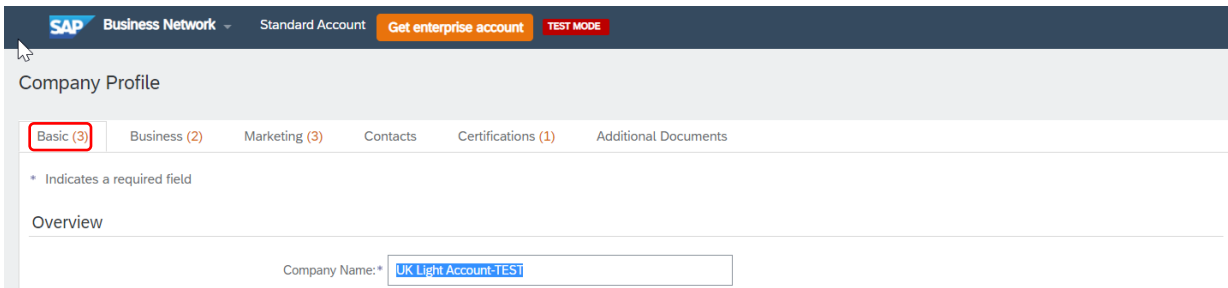 SAP Business Network Standard Account Get enterprise account TEST MODE
Company Profile
Basic (3) Business (2) Marketing (3) Contacts Certifications (1) Additional Documents
* Indicates a required field
Overview
Company Name:* UK Light Account-TEST